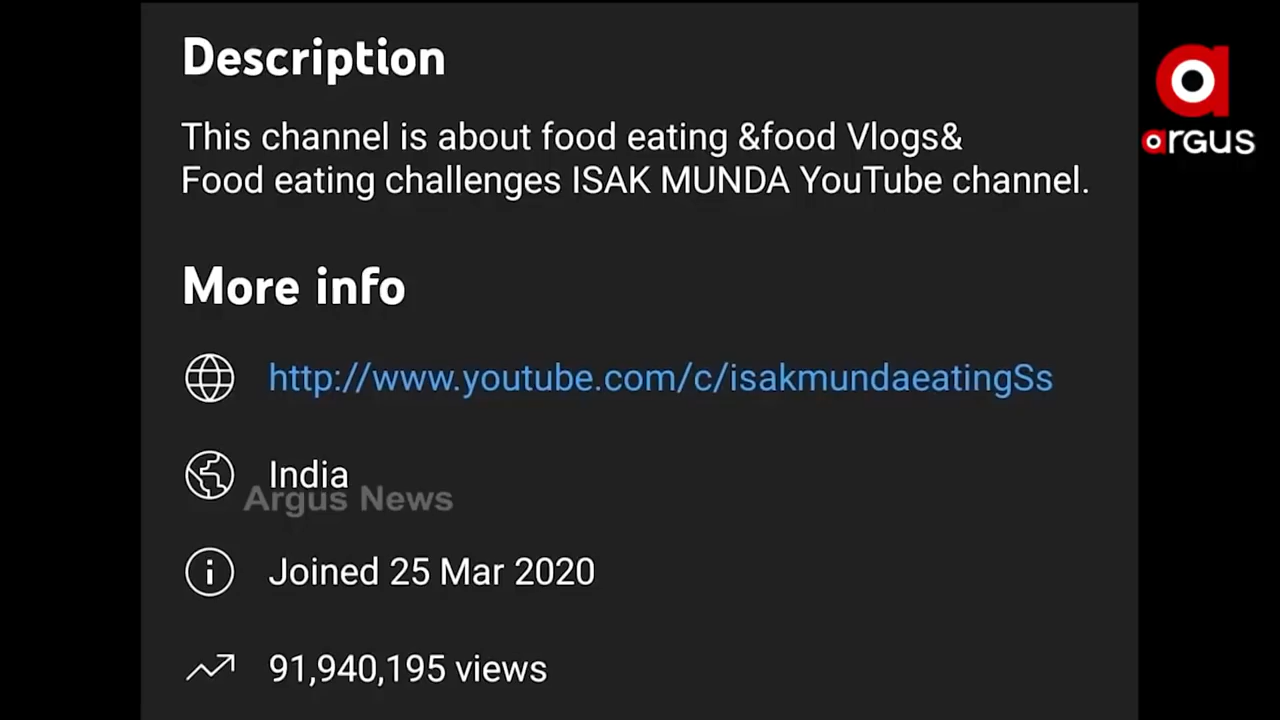 Description
This channel is about food eating &food Vlogs&
Food eating challenges ISAK MUNDA YouTube channel.
More info
http://www.youtube.com/c/isakmundaeatingSs
India
Argus News
Joined 25 Mar 2020
91,940,195 views
a
argus